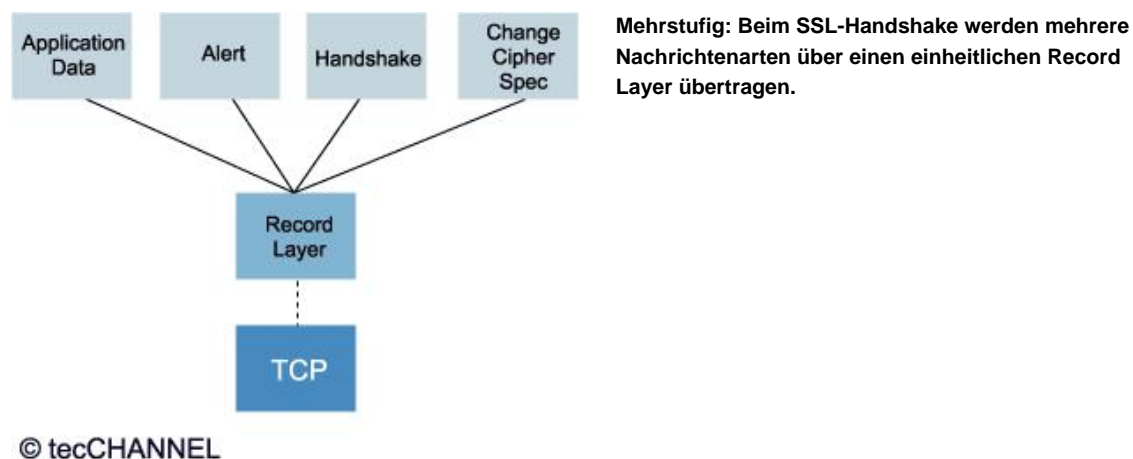 Application
Data
Alert
Handshake
Change
Cipher
Spec
Mehrstufig: Beim SSL-Handshake werden mehrere
Nachrichtenarten über einen einheitlichen Record
Layer übertragen.
Record
Layer
TCP
© tecCHANNEL